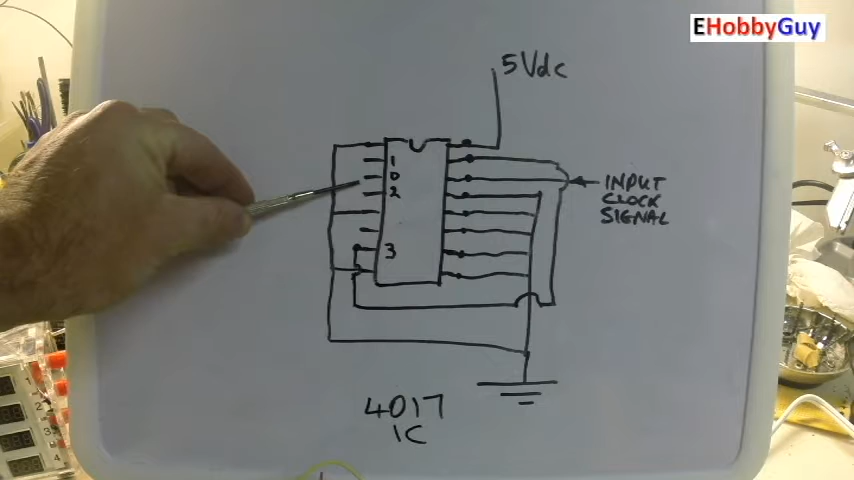 EHobbyGuy
5Vdc
1
0
2
3
INPUT
CLOCK
SIGNAL
4017
IC